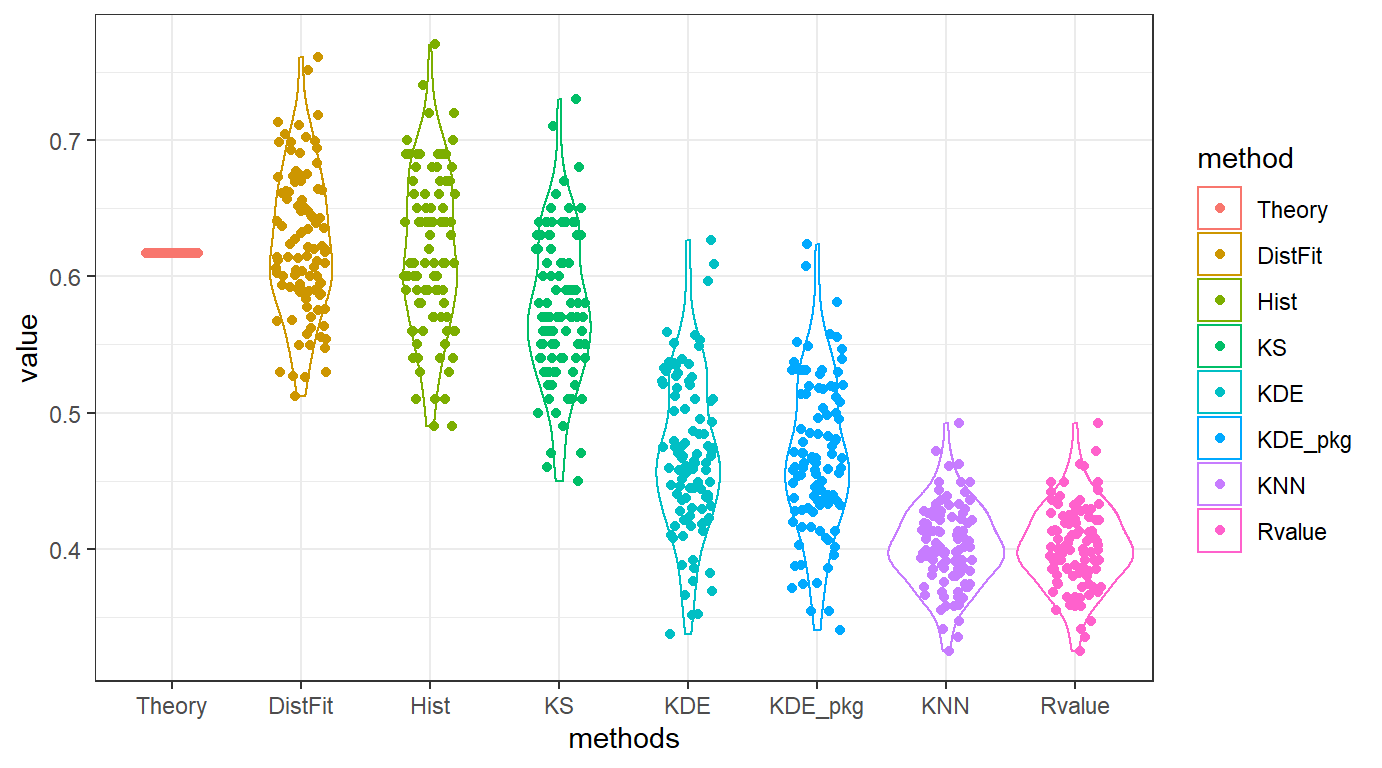 value
0.7
0.6
0.5
0.4
Theory DistFit Hist KS KDE KDE_pkg KNN Rvalue
methods
method
Theory
DistFit
Hist
KS
KDE
KDE_pkg
KNN
Rvalue